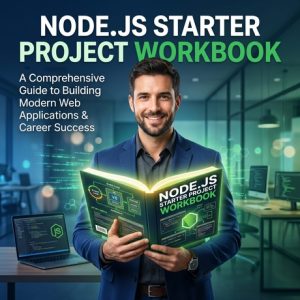 NODE.JS STARTER
PROJECT WORKBOOK
A Comprehensive
Guide to Building
Modern Web
Applications &
Career Success
NODE.JS
STARTER PROJECT
WORKBOOK
JS